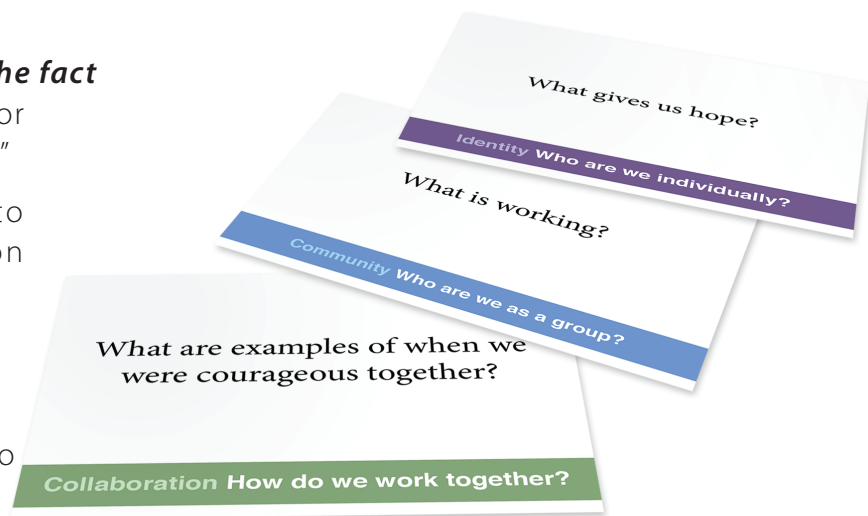 he fact
or
"
to
on
o
What gives us hope?
Identity Who are we individually?
What is working?
Community Who are we as a group?
What are examples of when we
were courageous together?
Collaboration How do we work together?